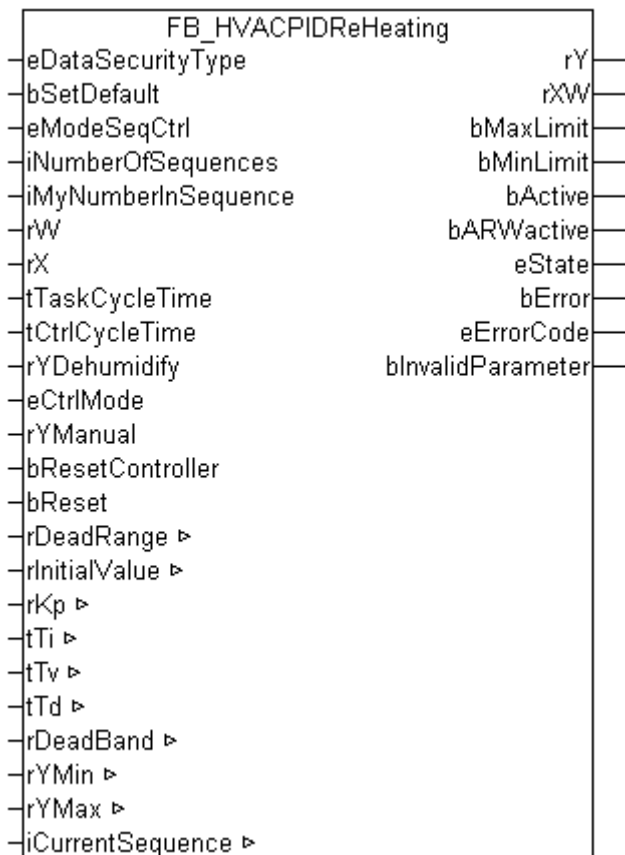 FB_HVACPIDReHeating
eDataSecurityType rY
bSetDefault rXW
eModeSeqCtrl bMaxLimit
iNumberOfSequences bMinLimit
iMyNumberInSequence bActive
rW bARWactive
rX eState
tTaskCycleTime bError
tCtrlCycleTime eErrorCode
rYDehumidify bInvalidParameter
eCtrlMode
rYManual
bResetController
bReset
rDeadRange ▹
rInitialValue ▹
rKp ▹
tTi ▹
tTv ▹
tTd ▹
rDeadBand ▹
rYMin ▹
rYMax ▹
iCurrentSequence ▹